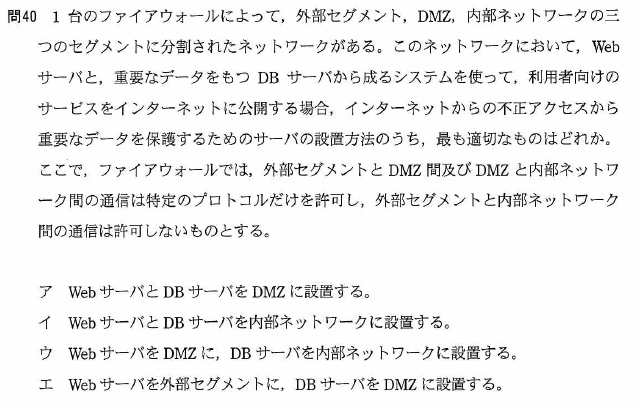 問40 1 台のファイアウォールによって,外部セグメント,DMZ,内部ネットワークの三
つのセグメントに分割されたネットワークがある。このネットワークにおいて,Web
サーバと,重要なデータをもつ DB サーバから成るシステムを使って,利用者向けの
サービスをインターネットに公開する場合,インターネットからの不正アクセスから
重要なデータを保護するためのサーバの設置方法のうち,最も適切なものはどれか。
ここで,ファイアウォールでは,外部セグメントと DMZ 間及び DMZ と内部ネットワ
ーク間の通信は特定のプロトコルだけを許可し,外部セグメントと内部ネットワーク
間の通信は許可しないものとする。
ア Web サーバと DB サーバを DMZ に設置する。
イ Web サーバと DB サーバを内部ネットワークに設置する。
ウ Web サーバを DMZ に,DB サーバを内部ネットワークに設置する。
エ Web サーバを外部セグメントに,DB サーバを DMZ に設置する。